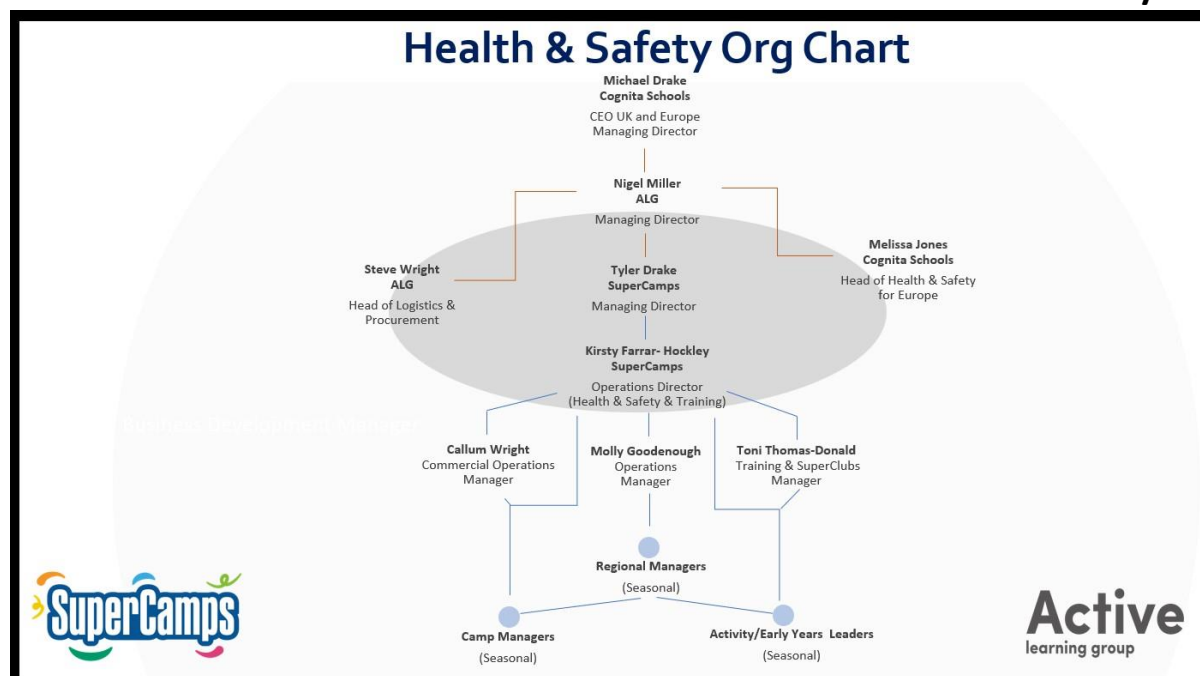 Health & Safety Org Chart
Michael Drake
Cognita Schools
CEO UK and Europe
Managing Director
Nigel Miller
ALG
Managing Director
Steve Wright
ALG
Head of Logistics &
Procurement
Tyler Drake
SuperCamps
Managing Director
Melissa Jones
Cognita Schools
Head of Health & Safety
for Europe
Kirsty Farrar- Hockley
SuperCamps
Operations Director
(Health & Safety & Training)
Business Development Manager
Callum Wright
Commercial Operations
Manager
Molly Goodenough
Operations
Manager
Toni Thomas-Donald
Training & SuperClubs
Manager
Regional Managers
(Seasonal)
Camp Managers
(Seasonal)
Activity/Early Years Leaders
(Seasonal)
SuperCamps
Active
learning group